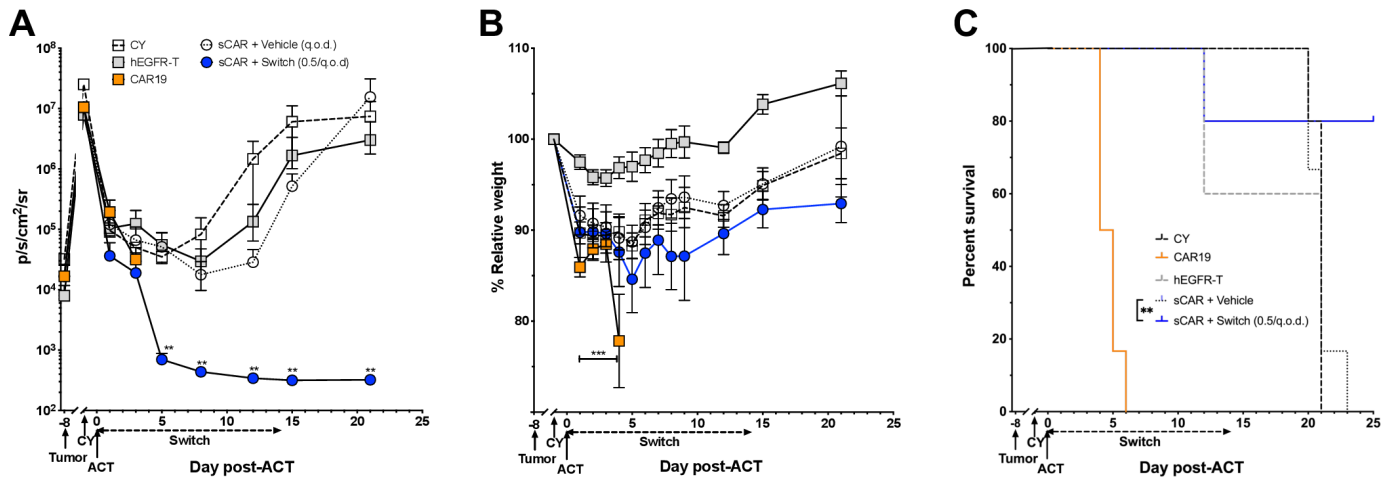 A
p/s/cm²/sr
10⁸
10⁷
10⁶
10⁵
10⁴
10³
10²
CY
hEGFR-T
CAR19
sCAR + Vehicle (q.o.d.)
sCAR + Switch (0.5/q.o.d)
**
**
**
**
**
-8 0 5 10 15 20 25
Tumor
CY
ACT
Switch
Day post-ACT
B
% Relative weight
110
100
90
80
***
-8 0 5 10 15 20 25
Tumor
CY
ACT
Switch
Day post-ACT
C
Percent survival
100
80
60
40
20
0
CY
CAR19
hEGFR-T
sCAR + Vehicle
**
sCAR + Switch (0.5/q.o.d.)
-8 0 5 10 15 20 25
Tumor
CY
ACT
Switch
Day post-ACT